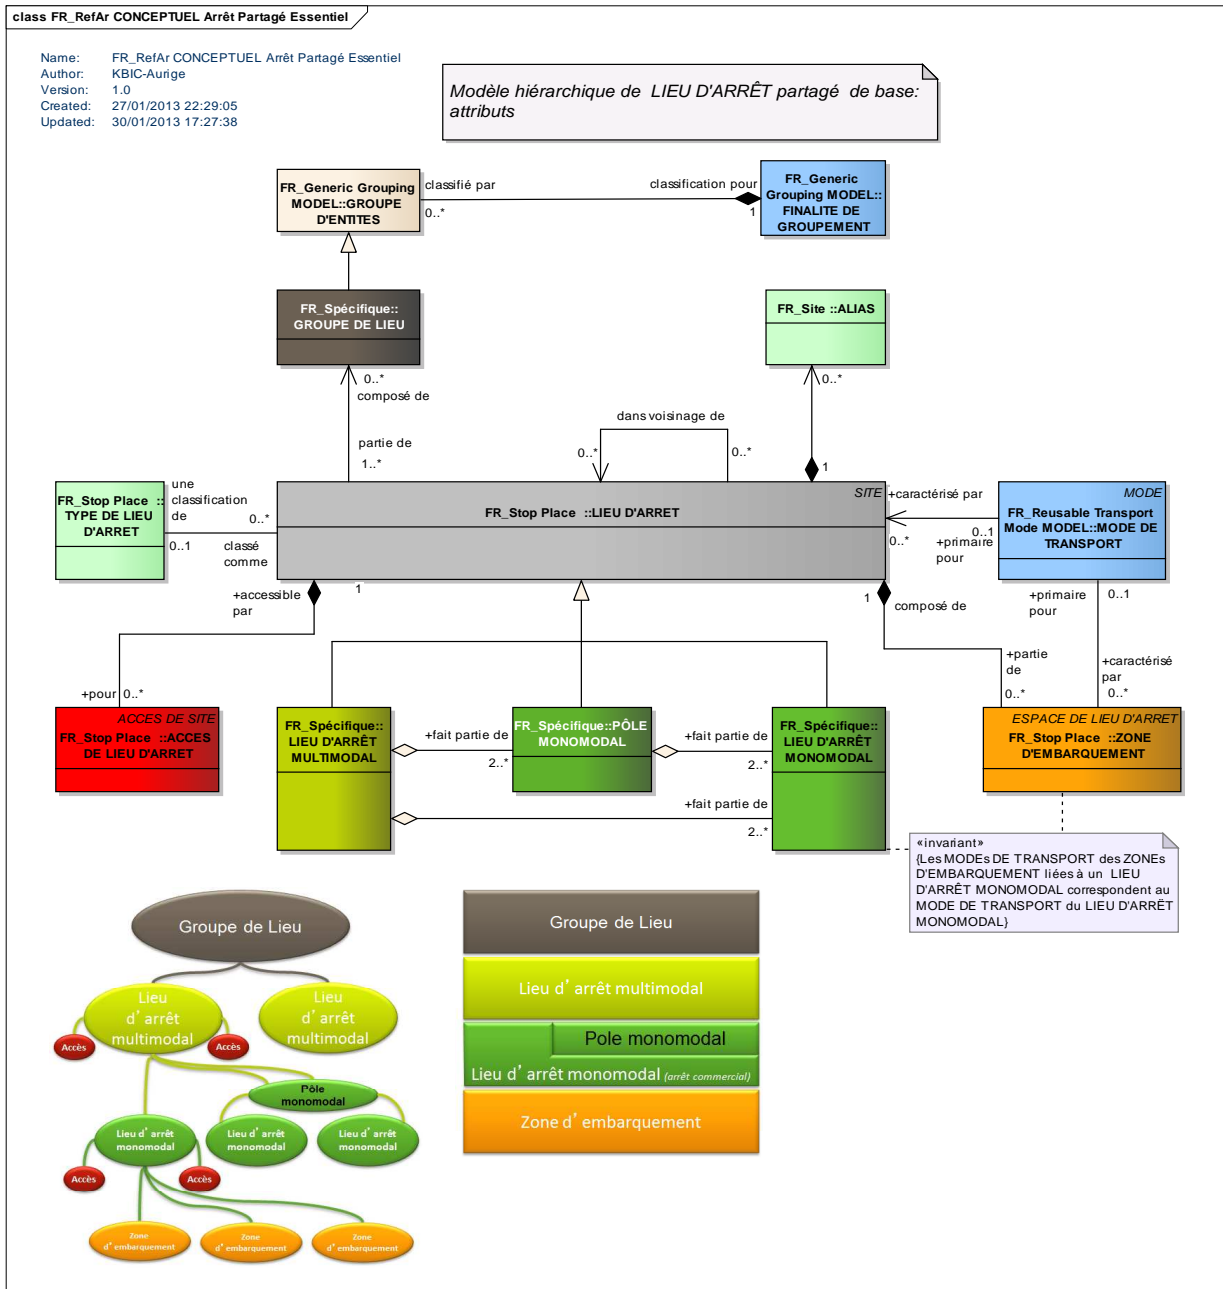 class FR_RefAr CONCEPTUEL Arrêt Partagé Essentiel
Name: FR_RefAr CONCEPTUEL Arrêt Partagé Essentiel
Author: KBIC-Aurige
Version: 1.0
Created: 27/01/2013 22:29:05
Updated: 30/01/2013 17:27:38
Modèle hiérarchique de LIEU D'ARRÊT partagé de base:
attributs
FR_Generic Grouping
MODEL::GROUPE
D'ENTITES
classifié par
0..*
classification pour
1
FR_Generic
Grouping MODEL::
FINALITE DE
GROUPEMENT
FR_Spécifique::
GROUPE DE LIEU
FR_Site ::ALIAS
0..*
composé de
partie de
1..*
dans voisinage de
0..*
0..*
0..*
1
FR_Stop Place ::
TYPE DE LIEU
D'ARRET
une
classification
de
0..*
0..1
classé
comme
SITE
FR_Stop Place ::LIEU D'ARRET
+caractérisé par
0..*
0..1
+primaire
pour
MODE
FR_Reusable Transport
Mode MODEL::MODE DE
TRANSPORT
+accessible
par
1
1
composé de
+primaire
pour
0..1
+partie
de
0..*
+caractérisé
par
0..*
+pour
0..*
ACCES DE SITE
FR_Stop Place ::ACCES
DE LIEU D'ARRET
FR_Spécifique::
LIEU D'ARRÊT
MULTIMODAL
+fait partie de
2..*
FR_Spécifique::PÔLE
MONOMODAL
+fait partie de
2..*
FR_Spécifique::
LIEU D'ARRÊT
MONOMODAL
+fait partie de
2..*
ESPACE DE LIEU D'ARRET
FR_Stop Place ::ZONE
D'EMBARQUEMENT
«invariant»
{Les MODEs DE TRANSPORT des ZONEs
D'EMBARQUEMENT liées à un LIEU
D'ARRÊT MONOMODAL correspondent au
MODE DE TRANSPORT du LIEU D'ARRËT
MONOMODAL}
Groupe de Lieu
Lieu
d' arrêt
multimodal
Lieu
d' arrêt
multimodal
Accès
Accès
Pôle
monomodal
Lieu d' arrêt
monomodal
Lieu d' arrêt
monomodal
Lieu d' arrêt
monomodal
Accès
Accès
Zone
d' embarquement
Zone
d' embarquement
Zone
d' embarquement
Groupe de Lieu
Lieu d' arrêt multimodal
Pole monomodal
Lieu d' arrêt monomodal (arrêt commercial)
Zone d' embarquement